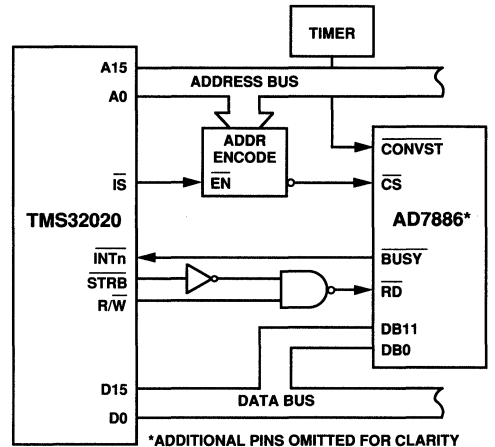 TIMER
A15
ADDRESS BUS
A0
ADDR
ENCODE
CONVST
IS
EN
CS
TMS32020
AD7886*
INTn
BUSY
STRB
R/W
RD
DB11
DB0
D15
DATA BUS
D0
*ADDITIONAL PINS OMITTED FOR CLARITY